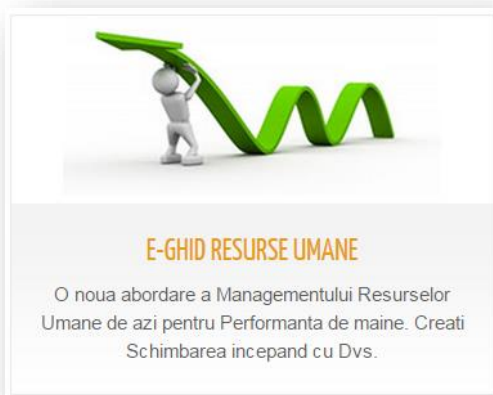 E-GHID RESURSE UMANE
O noua abordare a Managementului Resurselor
Umane de azi pentru Performanta de maine. Creati
Schimbarea incepand cu Dvs.